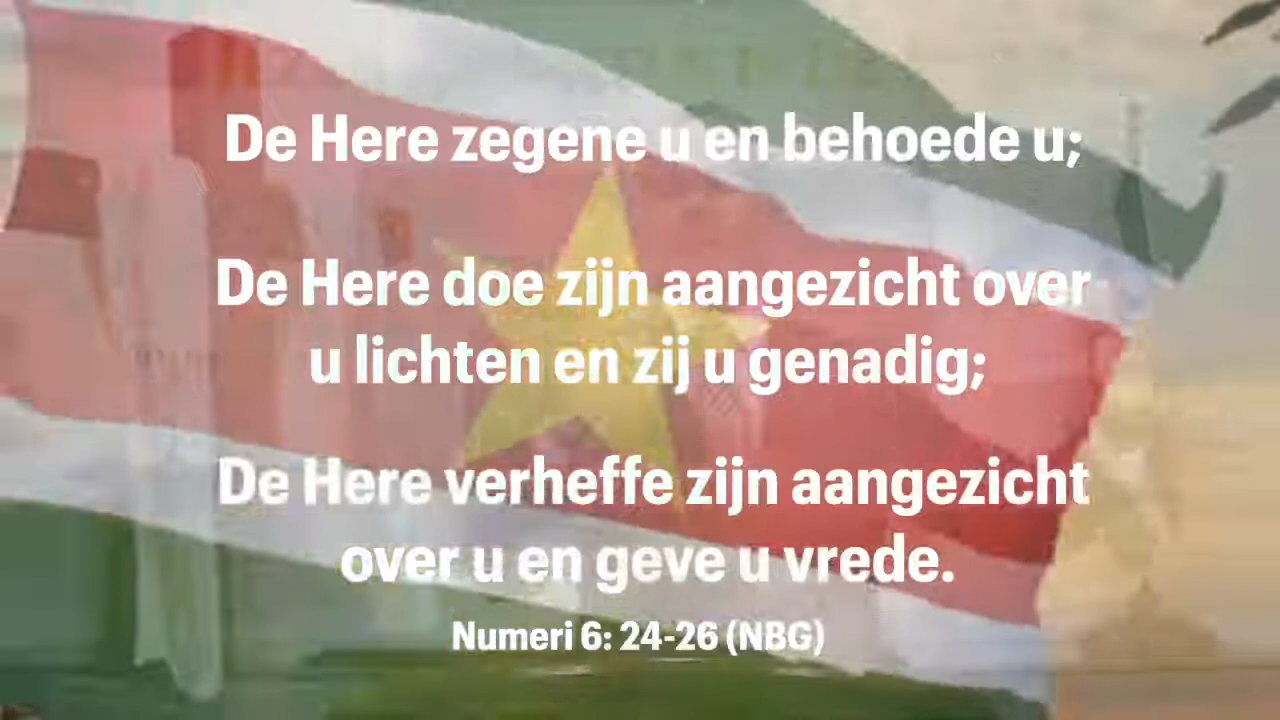 De Here zegene u en behoede u;
De Here doe zijn aangezicht over
u lichten en zij u genadig;
De Here verheffe zijn aangezicht
over u en geve u vrede.
Numeri 6: 24-26 (NBG)